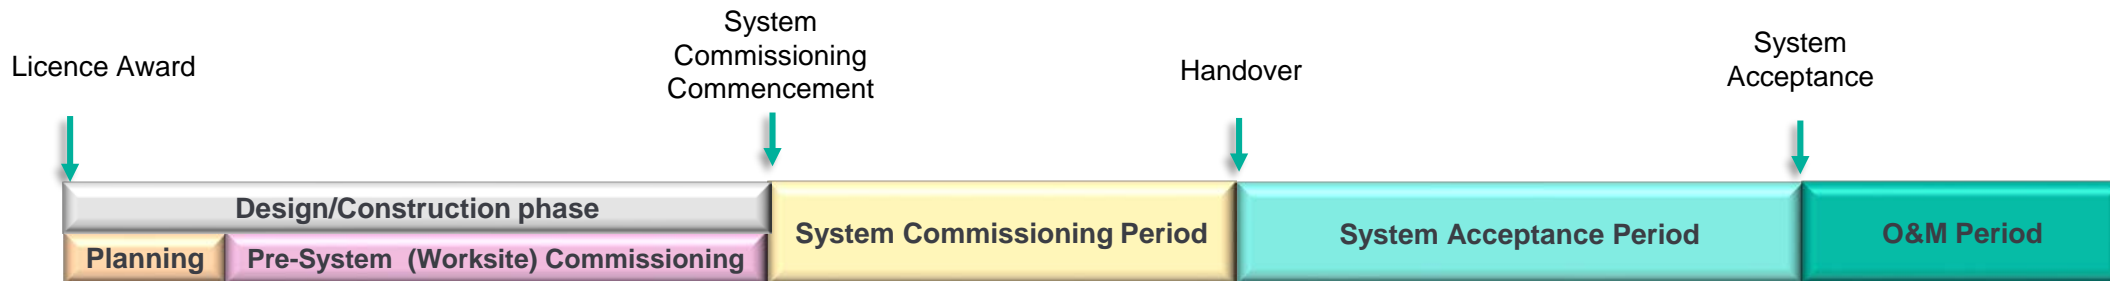 Licence Award
System
Commissioning
Commencement
Handover
System
Acceptance
Design/Construction phase
Planning
Pre-System (Worksite) Commissioning
System Commissioning Period
System Acceptance Period
O&M Period